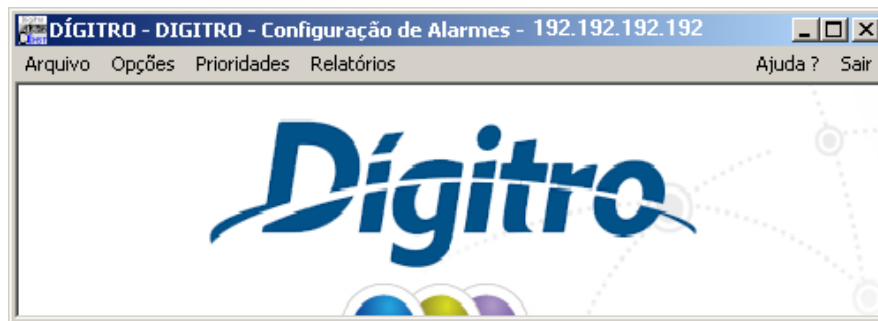 DÍGITRO - DIGITRO - Configuração de Alarmes - 192.192.192.192
Arquivo Opções Prioridades Relatórios Ajuda ? Sair
Dígitro